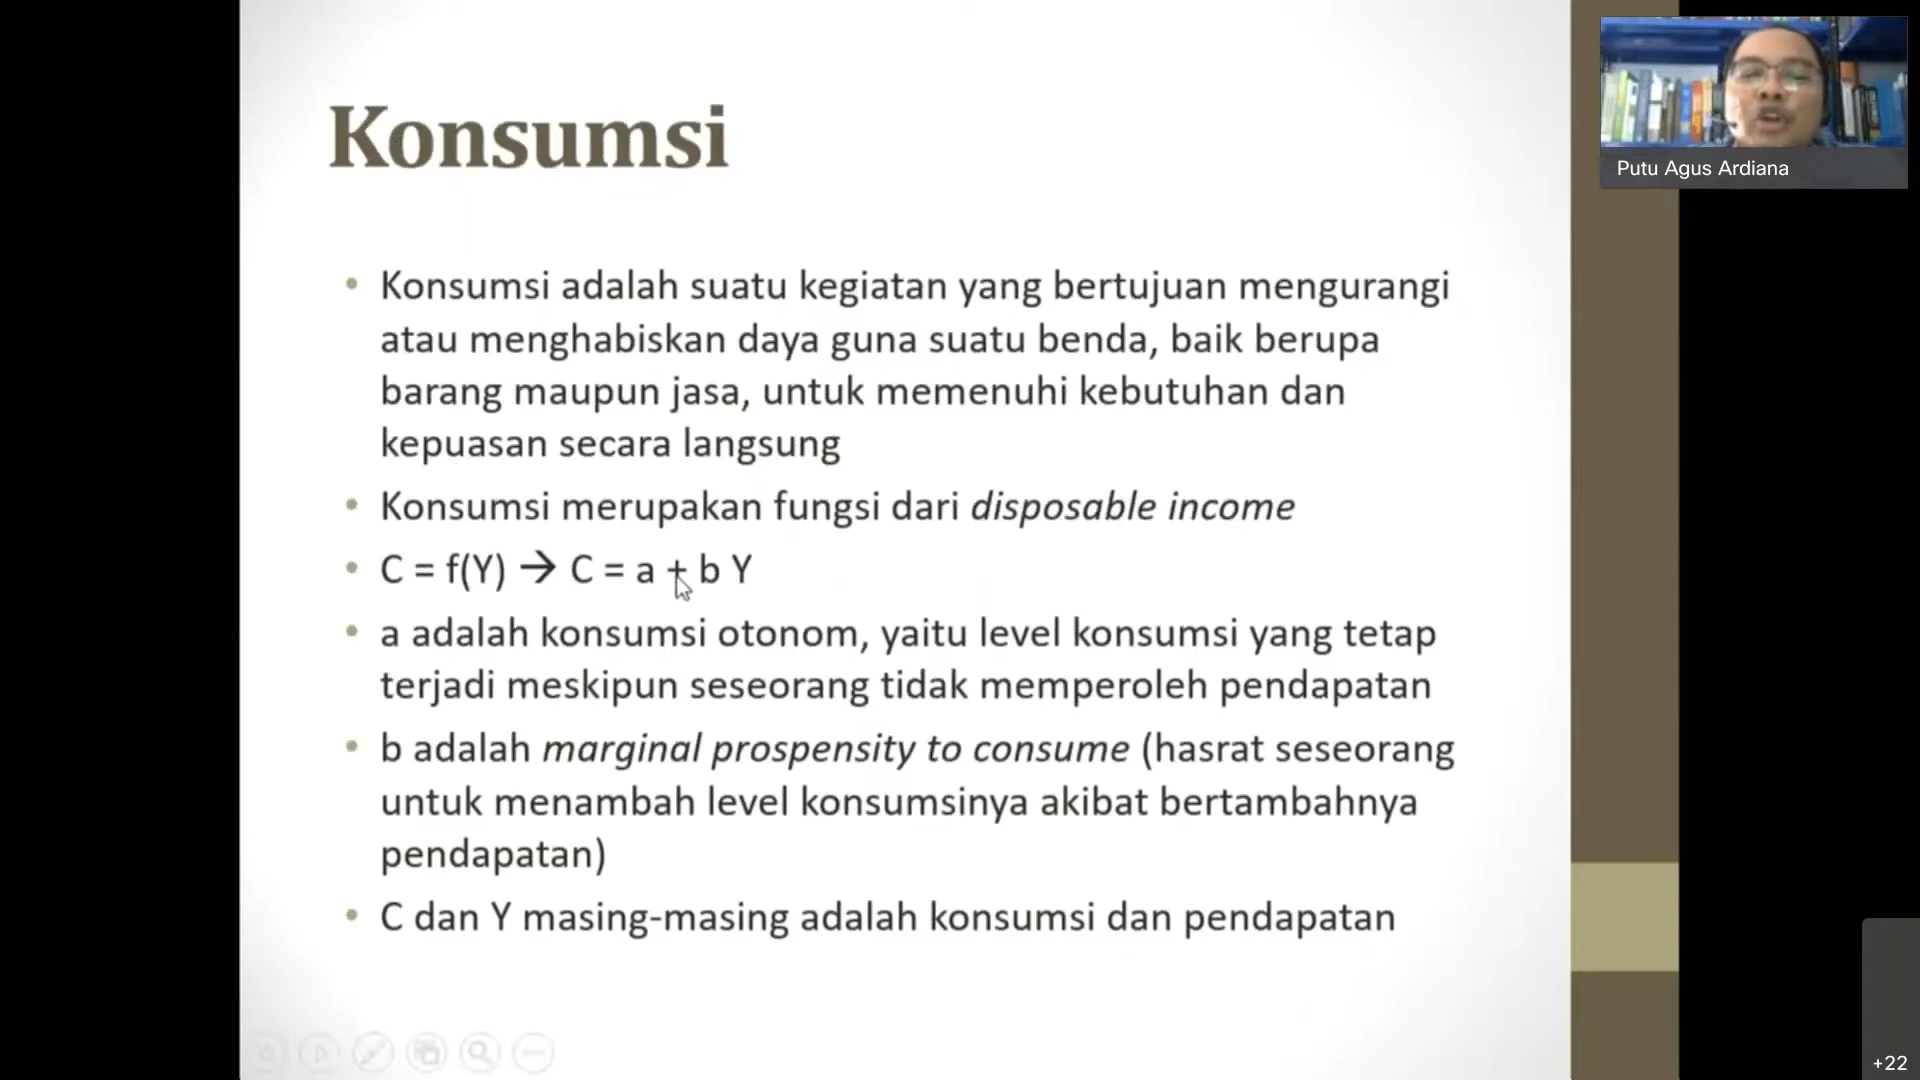 Konsumsi
• Konsumsi adalah suatu kegiatan yang bertujuan mengurangi
atau menghabiskan daya guna suatu benda, baik berupa
barang maupun jasa, untuk memenuhi kebutuhan dan
kepuasan secara langsung
• Konsumsi merupakan fungsi dari disposable income
• C = f(Y) → C = a + b Y
• a adalah konsumsi otonom, yaitu level konsumsi yang tetap
terjadi meskipun seseorang tidak memperoleh pendapatan
• b adalah marginal prospensity to consume (hasrat seseorang
untuk menambah level konsumsinya akibat bertambahnya
pendapatan)
• C dan Y masing-masing adalah konsumsi dan pendapatan
Putu Agus Ardiana
+22